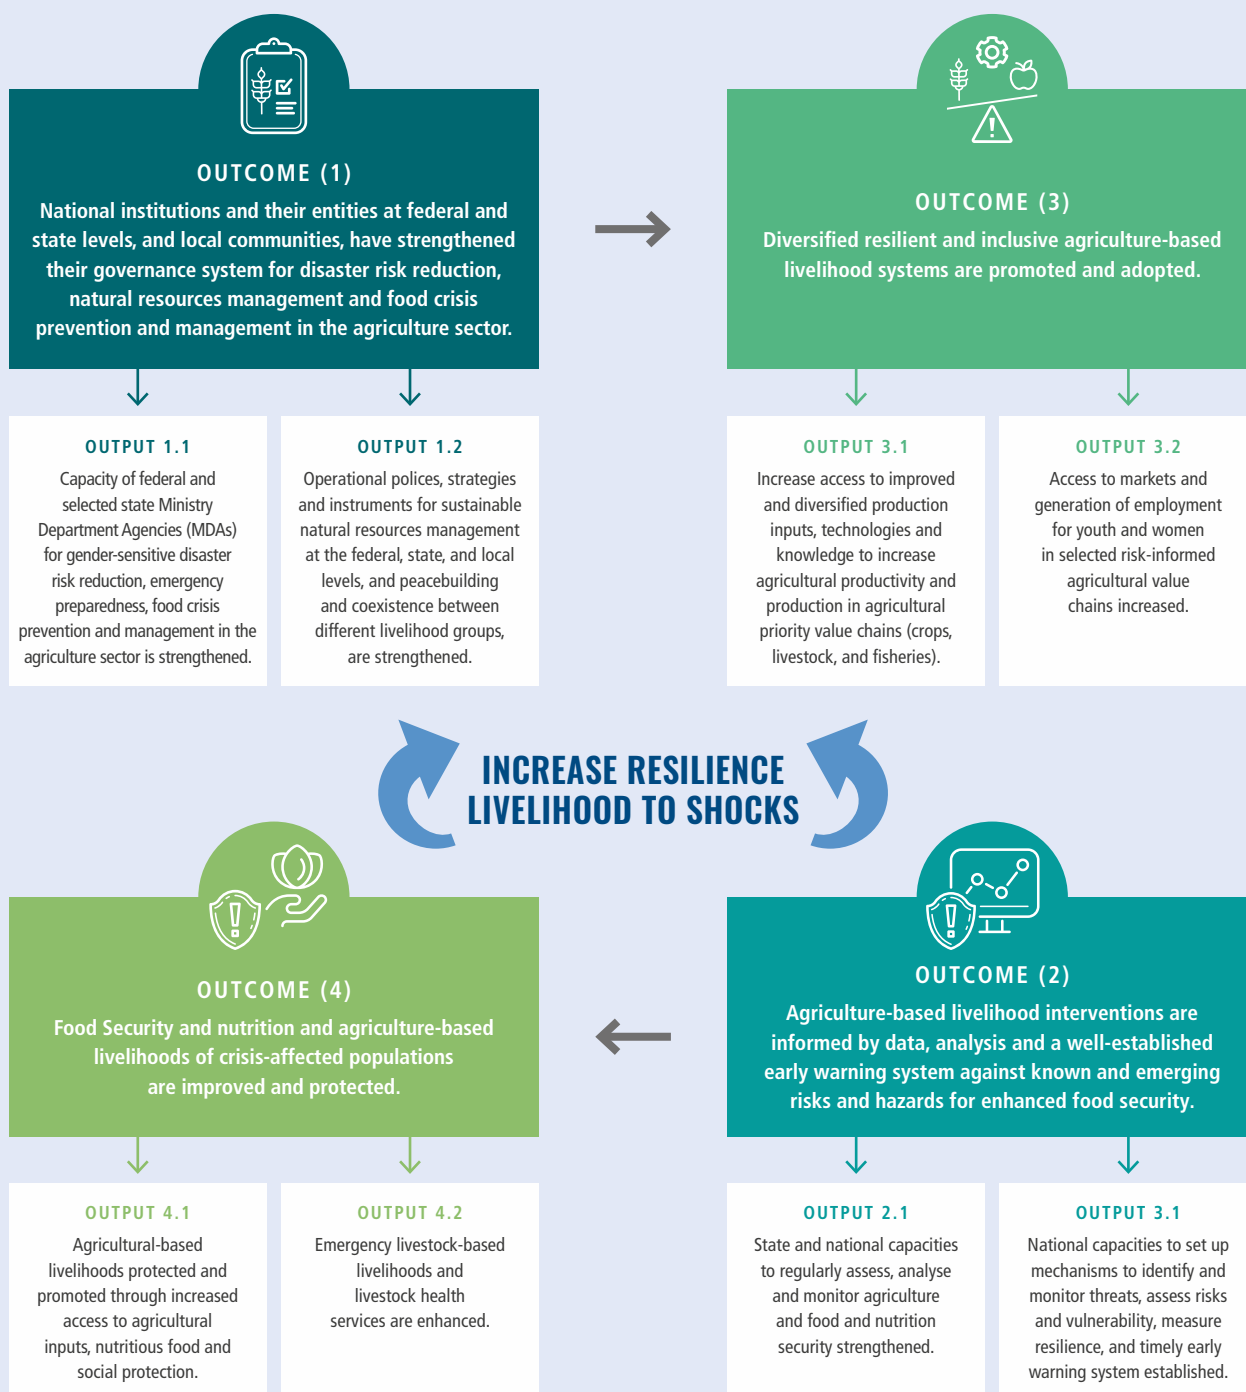 OUTCOME (1)
National institutions and their entities at federal and
state levels, and local communities, have strengthened
their governance system for disaster risk reduction,
natural resources management and food crisis
prevention and management in the agriculture sector.
OUTPUT 1.1
Capacity of federal and
selected state Ministry
Department Agencies (MDAs)
for gender-sensitive disaster
risk reduction, emergency
preparedness, food crisis
prevention and management in the
agriculture sector is strengthened.
OUTPUT 1.2
Operational polices, strategies
and instruments for sustainable
natural resources management
at the federal, state, and local
levels, and peacebuilding
and coexistence between
different livelihood groups,
are strengthened.
OUTCOME (3)
Diversified resilient and inclusive agriculture-based
livelihood systems are promoted and adopted.
OUTPUT 3.1
Increase access to improved
and diversified production
inputs, technologies and
knowledge to increase
agricultural productivity and
production in agricultural
priority value chains (crops,
livestock, and fisheries).
OUTPUT 3.2
Access to markets and
generation of employment
for youth and women
in selected risk-informed
agricultural value
chains increased.
INCREASE RESILIENCE
LIVELIHOOD TO SHOCKS
OUTCOME (4)
Food Security and nutrition and agriculture-based
livelihoods of crisis-affected populations
are improved and protected.
OUTPUT 4.1
Agricultural-based
livelihoods protected and
promoted through increased
access to agricultural
inputs, nutritious food and
social protection.
OUTPUT 4.2
Emergency livestock-based
livelihoods and
livestock health
services are enhanced.
OUTCOME (2)
Agriculture-based livelihood interventions are
informed by data, analysis and a well-established
early warning system against known and emerging
risks and hazards for enhanced food security.
OUTPUT 2.1
State and national capacities
to regularly assess, analyse
and monitor agriculture
and food and nutrition
security strengthened.
OUTPUT 3.1
National capacities to set up
mechanisms to identify and
monitor threats, assess risks
and vulnerability, measure
resilience, and timely early
warning system established.